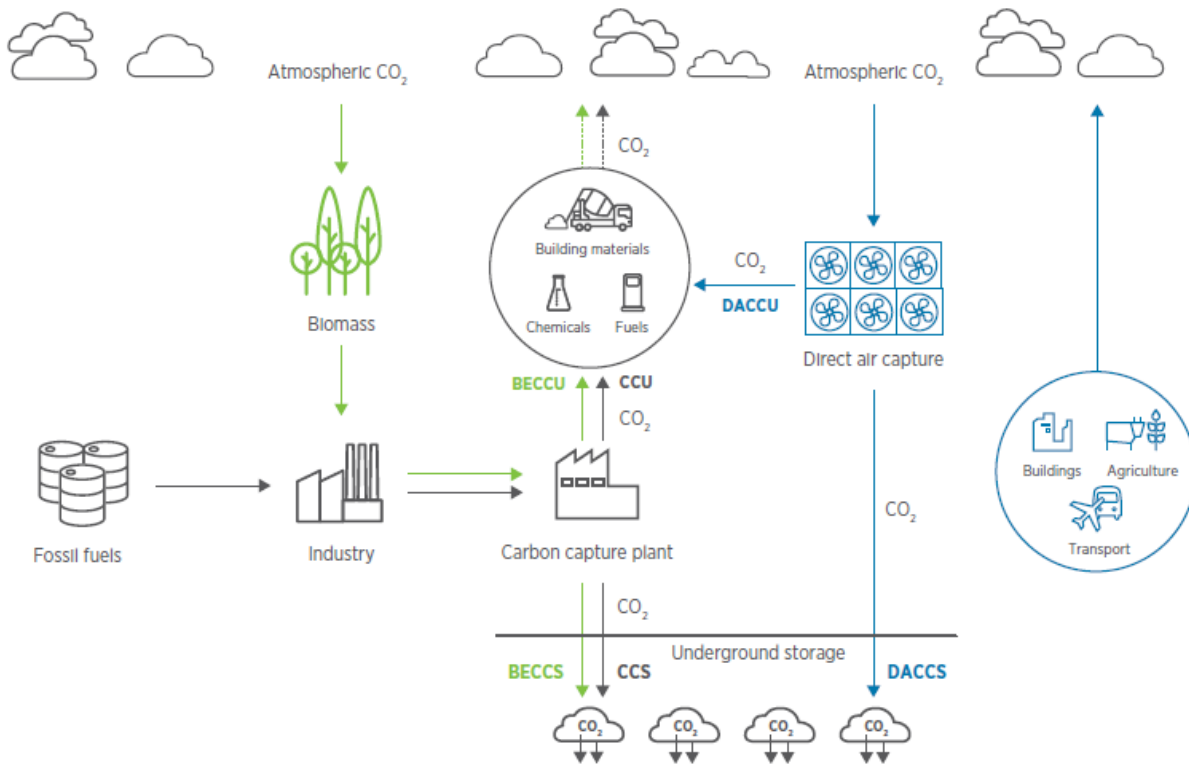 Atmospheric CO₂
Atmospheric CO₂
CO₂
Building materials
Chemicals
Fuels
CO₂
DACCU
Direct air capture
Biomass
BECCU
CCU
CO₂
Buildings
Agriculture
Transport
Fossil fuels
Industry
Carbon capture plant
CO₂
CO₂
Underground storage
BECCS
CCS
DACCS
CO₂
CO₂
CO₂
CO₂